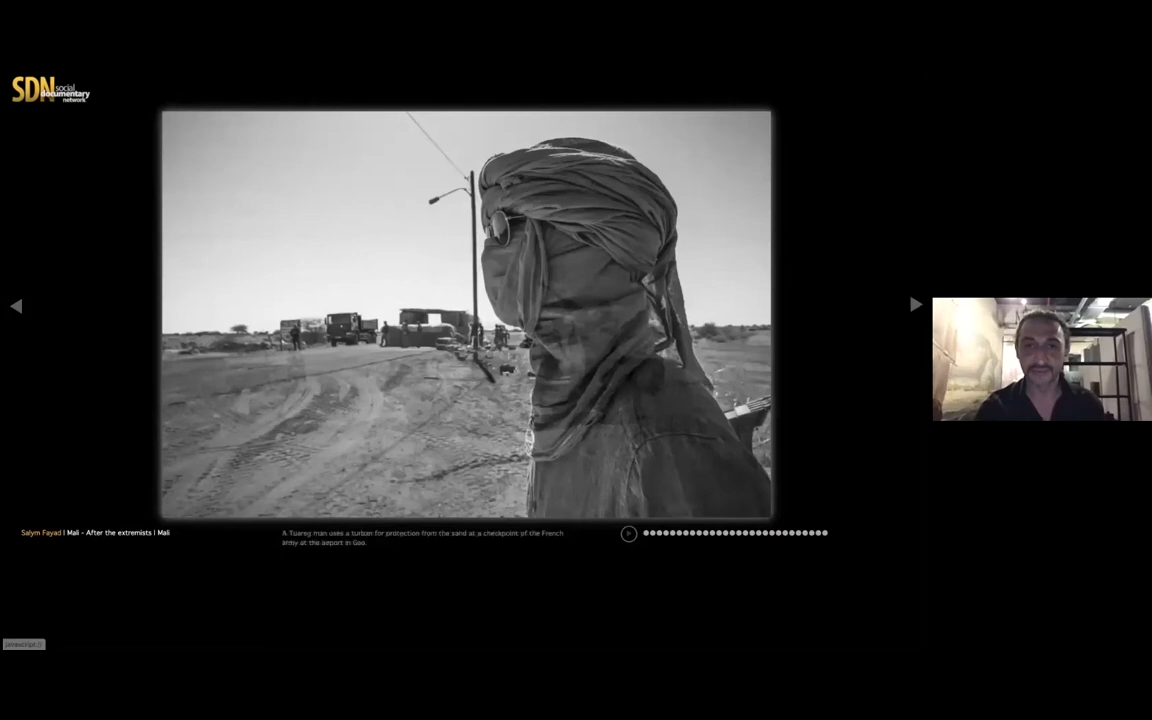 SDN social
documentary
network
Salym Fayad | Mali - After the extremists | Mali
A Tuareg man uses a turban for protection from the sand at a checkpoint of the French
army at the airport in Gao.
javascript://